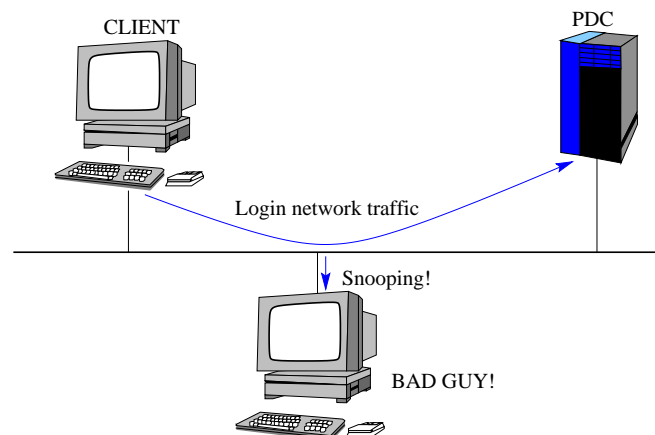 CLIENT
PDC
Login network traffic
Snooping!
BAD GUY!